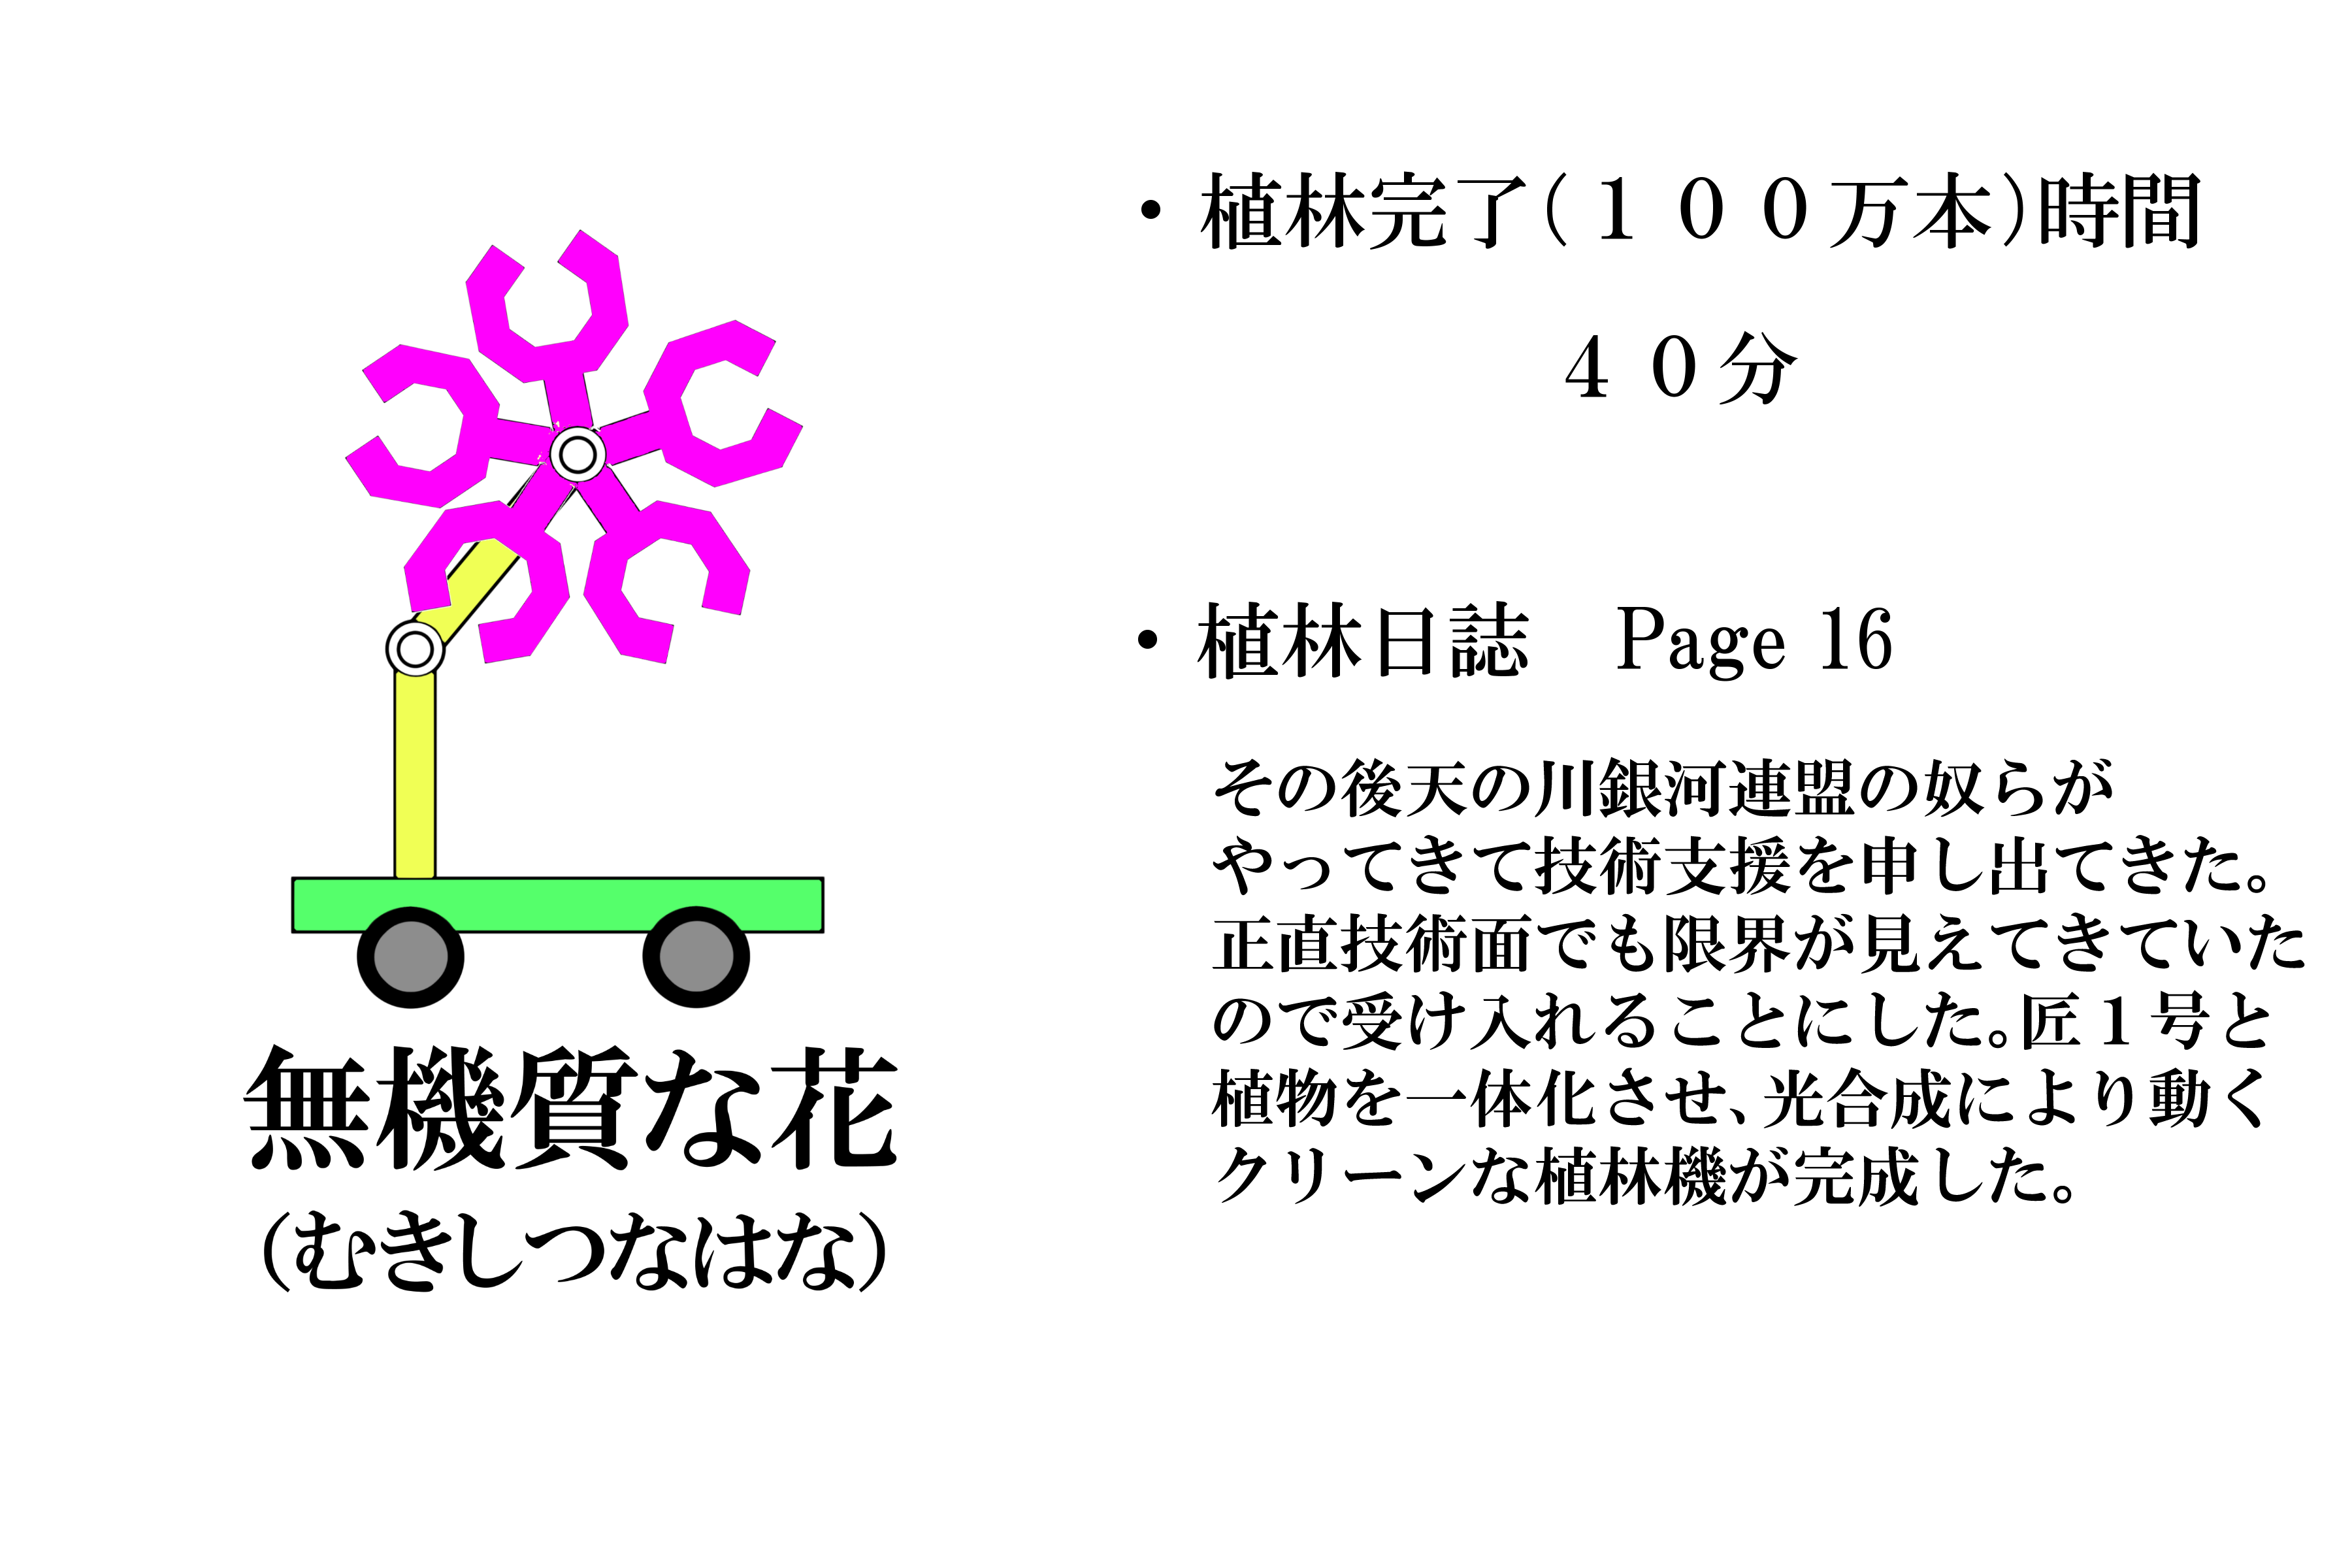 無機質な花
(むきしつなはな)
・植林完了(１００万本)時間
４０分
・植林日誌　Page 16
その後天の川銀河連盟の奴らが
やってきて技術支援を申し出てきた。
正直技術面でも限界が見えてきていた
ので受け入れることにした。匠１号と
植物を一体化させ、光合成により動く
クリーンな植林機が完成した。